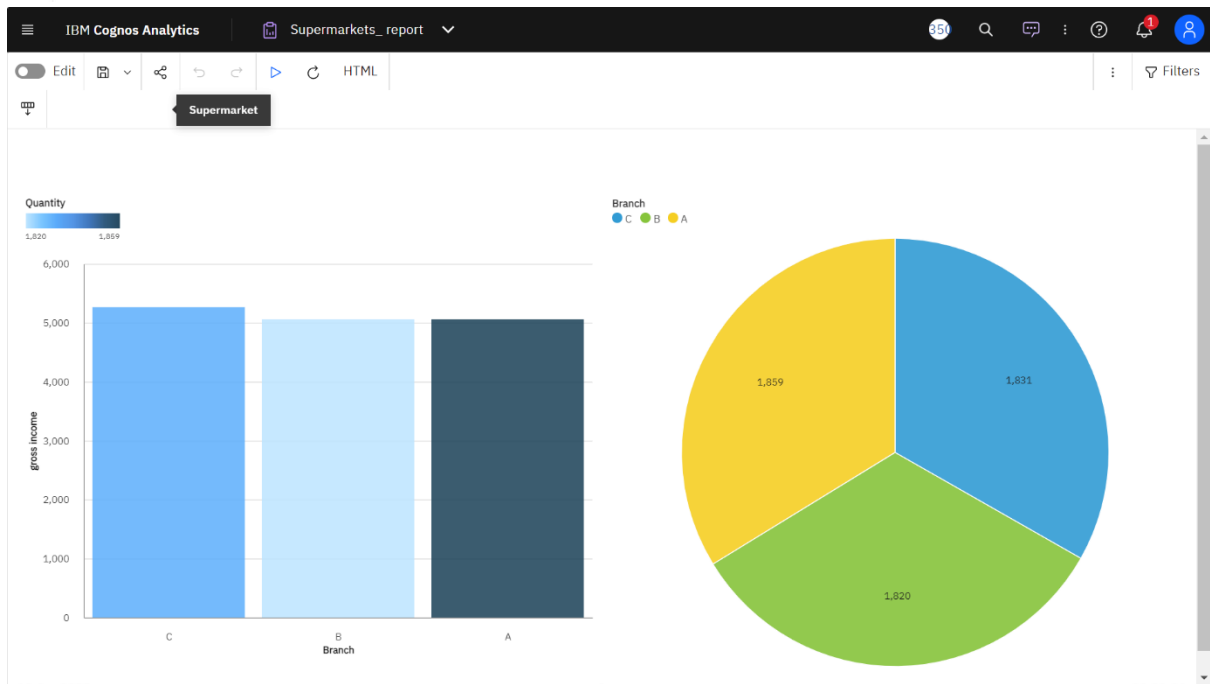 IBM Cognos Analytics
Supermarkets_ report
350
1
Edit
HTML
Filters
Supermarket
Quantity
1,820 1,859
6,000
5,000
4,000
3,000
2,000
1,000
0
gross income
C B A
Branch
Branch
C B A
1,859
1,831
1,820